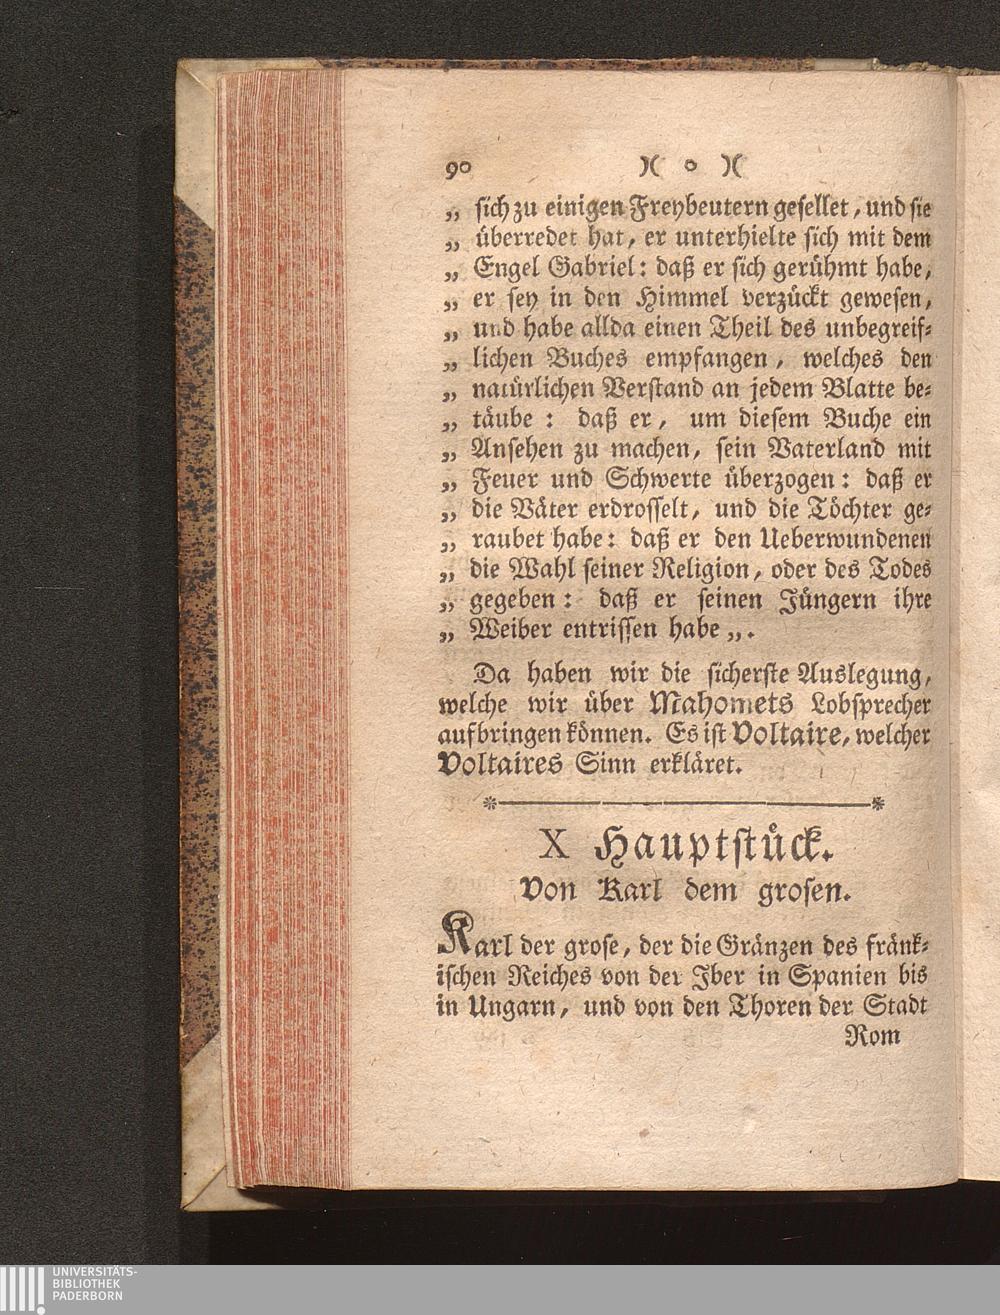 90 )( o )(
„ sich zu einigen Freybeutern gesellet, und sie
„ überredet hat, er unterhielte sich mit dem
„ Engel Gabriel: daß er sich gerühmt habe,
„ er sey in den Himmel verzückt gewesen,
„ und habe allda einen Theil des unbegreif⸗
„ lichen Buches empfangen, welches den
„ natürlichen Verstand an jedem Blatte be⸗
„ täube: daß er, um diesem Buche ein
„ Ansehen zu machen, sein Vaterland mit
„ Feuer und Schwerte überzogen: daß er
„ die Väter erdrosselt, und die Töchter ge⸗
„ raubet habe: daß er den Ueberwundenen
„ die Wahl seiner Religion, oder des Todes
„ gegeben: daß er seinen Jüngern ihre
„ Weiber entrissen habe „.
Da haben wir die sicherste Auslegung,
welche wir über Mahomets Lobsprecher
aufbringen können. Es ist Voltaire, welcher
Voltaires Sinn erkläret.
X Hauptstück.
Von Karl dem grosen.
Karl der grose, der die Gränzen des fränk⸗
ischen Reiches von der Iber in Spanien bis
in Ungarn, und von den Thoren der Stadt
Rom
UNIVERSITÄTS-
BIBLIOTHEK
PADERBORN